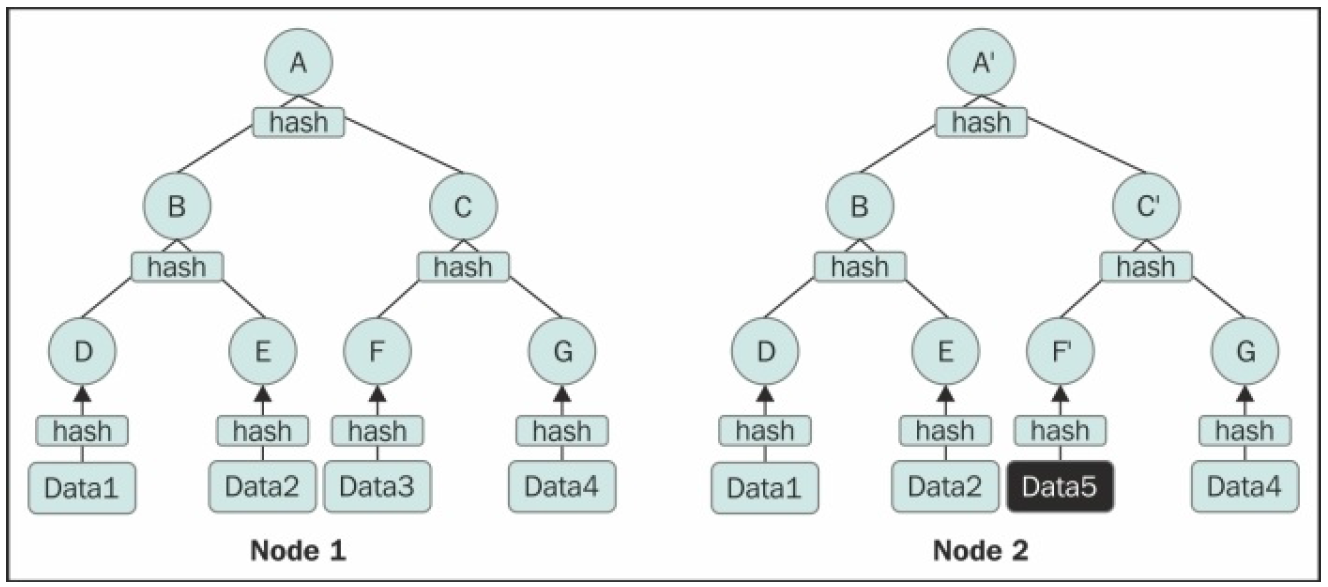 A A'
hash hash
B C B C'
hash hash hash hash
D E F G D E F' G
hash hash hash hash hash hash hash hash
Data1 Data2 Data3 Data4 Data1 Data2 Data5 Data4
Node 1 Node 2